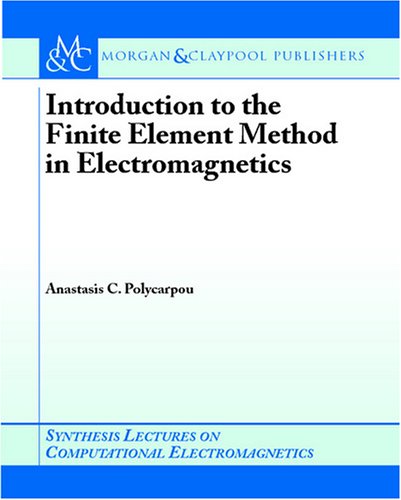 M
&C
MORGAN & CLAYPOOL PUBLISHERS
Introduction to the
Finite Element Method
in Electromagnetics
Anastasis C. Polycarpou
SYNTHESIS LECTURES ON
COMPUTATIONAL ELECTROMAGNETICS